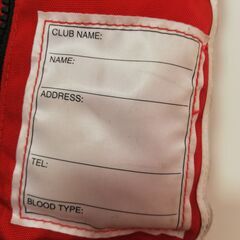 CLUB NAME:
NAME:
ADDRESS:
TEL:
BLOOD TYPE: